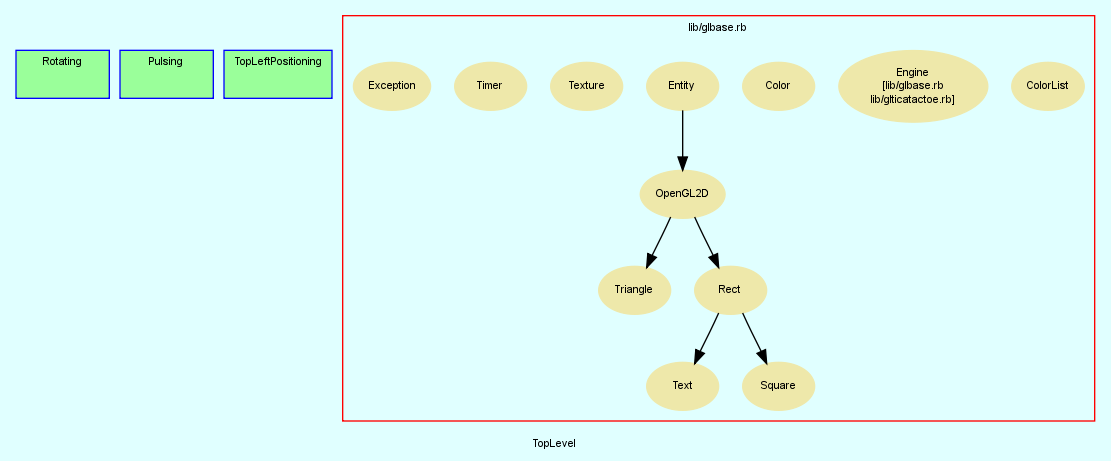 lib/glbase.rb
Rotating
Pulsing
TopLeftPositioning
Exception
Timer
Texture
Entity
Color
Engine
[lib/glbase.rb
lib/glticatactoe.rb]
ColorList
OpenGL2D
Triangle
Rect
Text
Square
TopLevel